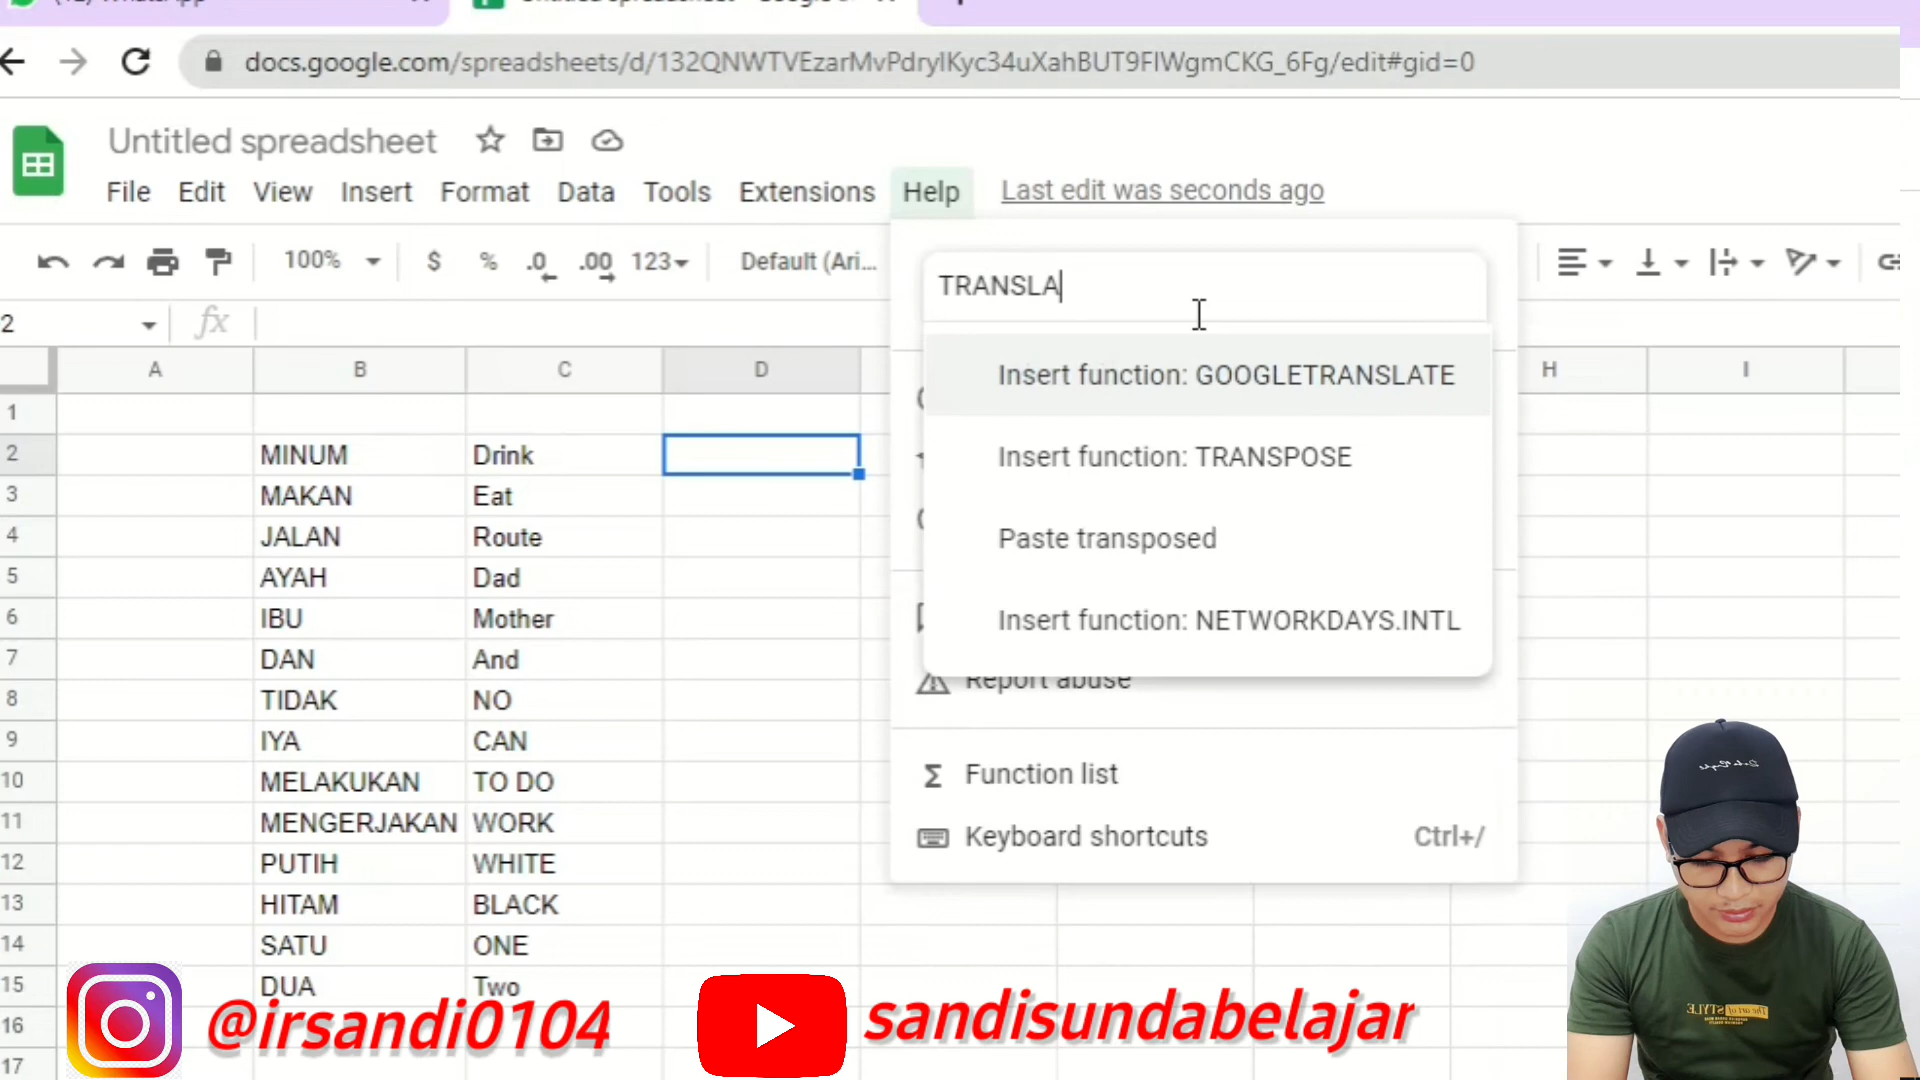 docs.google.com/spreadsheets/d/132QNWTVEzarMvPdrylKyc34uXahBUT9FlWgmCKG_6Fg/edit#gid=0
Untitled spreadsheet
File Edit View Insert Format Data Tools Extensions Help Last edit was seconds ago
100% $ % .0 .00 123 Default (Ari...
TRANSLA
2 fx
Insert function: GOOGLETRANSLATE
Insert function: TRANSPOSE
Paste transposed
Insert function: NETWORKDAYS.INTL
Report abuse
Function list
Keyboard shortcuts Ctrl+/
A B C D H I
1
2 MINUM Drink
3 MAKAN Eat
4 JALAN Route
5 AYAH Dad
6 IBU Mother
7 DAN And
8 TIDAK NO
9 IYA CAN
10 MELAKUKAN TO DO
11 MENGERJAKAN WORK
12 PUTIH WHITE
13 HITAM BLACK
14 SATU ONE
15 DUA Two
16
17
@irsandi0104
sandisundabelajar